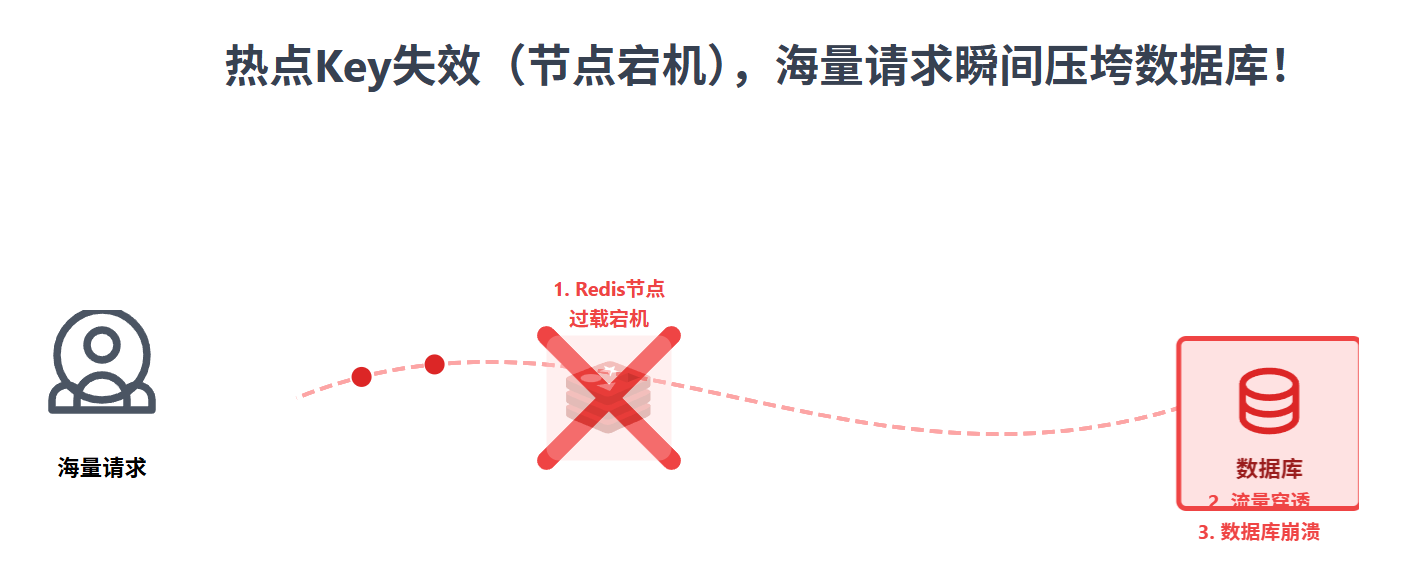 热点Key失效（节点宕机），海量请求瞬间压垮数据库！
1. Redis节点
过载宕机
海量请求
数据库
2. 流量穿透
3. 数据库崩溃